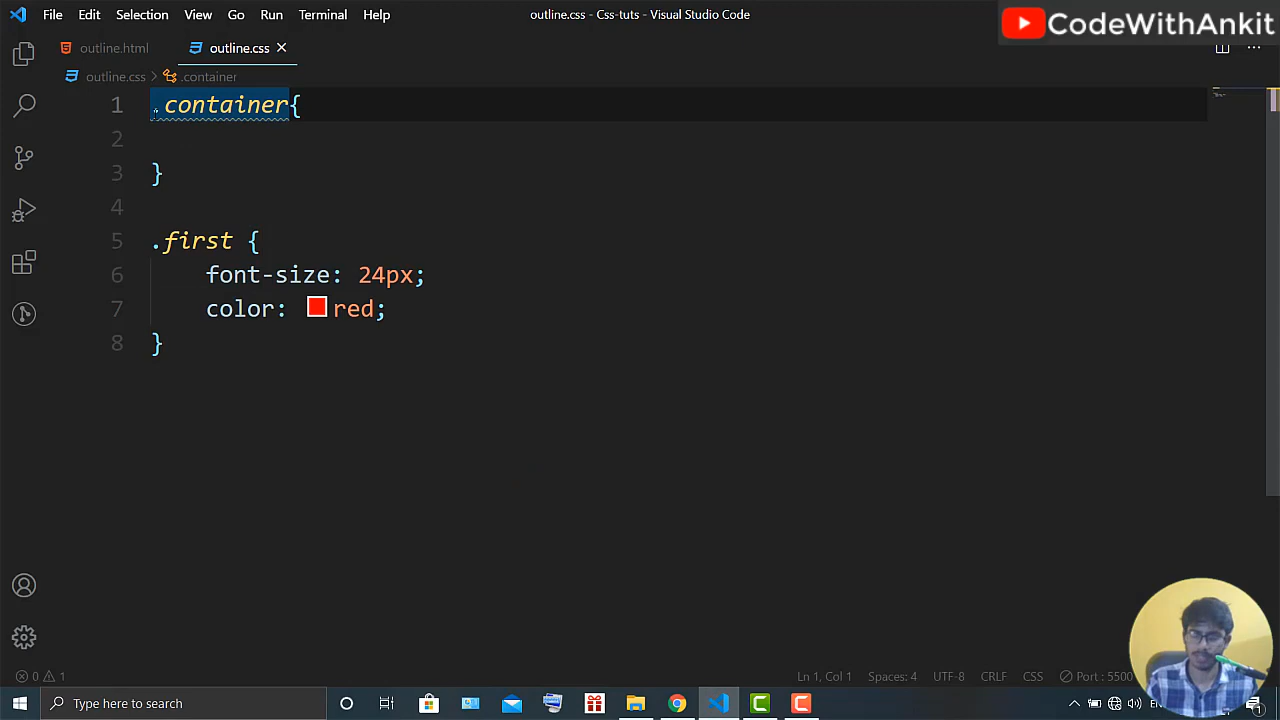 File Edit Selection View Go Run Terminal Help
outline.css - Css-tuts - Visual Studio Code
CodeWithAnkit
outline.html
outline.css
outline.css > .container
1 .container{
2
3 }
4
5 .first {
6 font-size: 24px;
7 color: red;
8 }
0 1
Ln 1, Col 1
Spaces: 4
UTF-8
CRLF
CSS
Port : 5500
Type here to search